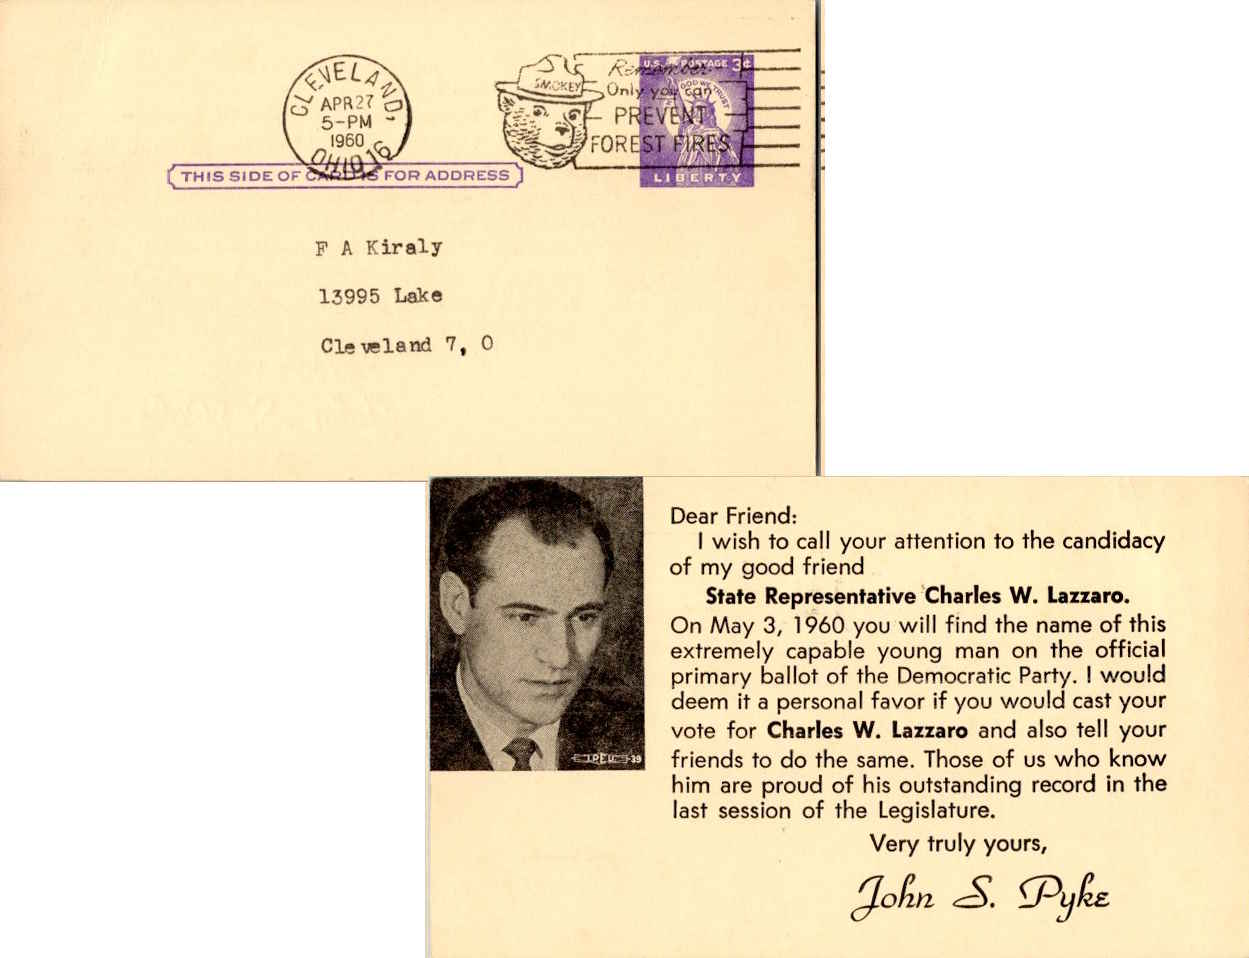 CLEVELAND,
APR 27
5-PM
1960
OHIO 16
SMOKEY
Remember
Only you can
PREVENT
FOREST FIRES
U.S. POSTAGE 3¢
IN GOD WE TRUST
LIBERTY
THIS SIDE OF CARD IS FOR ADDRESS
F A Kiraly
13995 Lake
Cleveland 7, O
Dear Friend:
I wish to call your attention to the candidacy
of my good friend
State Representative Charles W. Lazzaro.
On May 3, 1960 you will find the name of this
extremely capable young man on the official
primary ballot of the Democratic Party. I would
deem it a personal favor if you would cast your
vote for Charles W. Lazzaro and also tell your
friends to do the same. Those of us who know
him are proud of his outstanding record in the
last session of the Legislature.
Very truly yours,
John S. Pyke